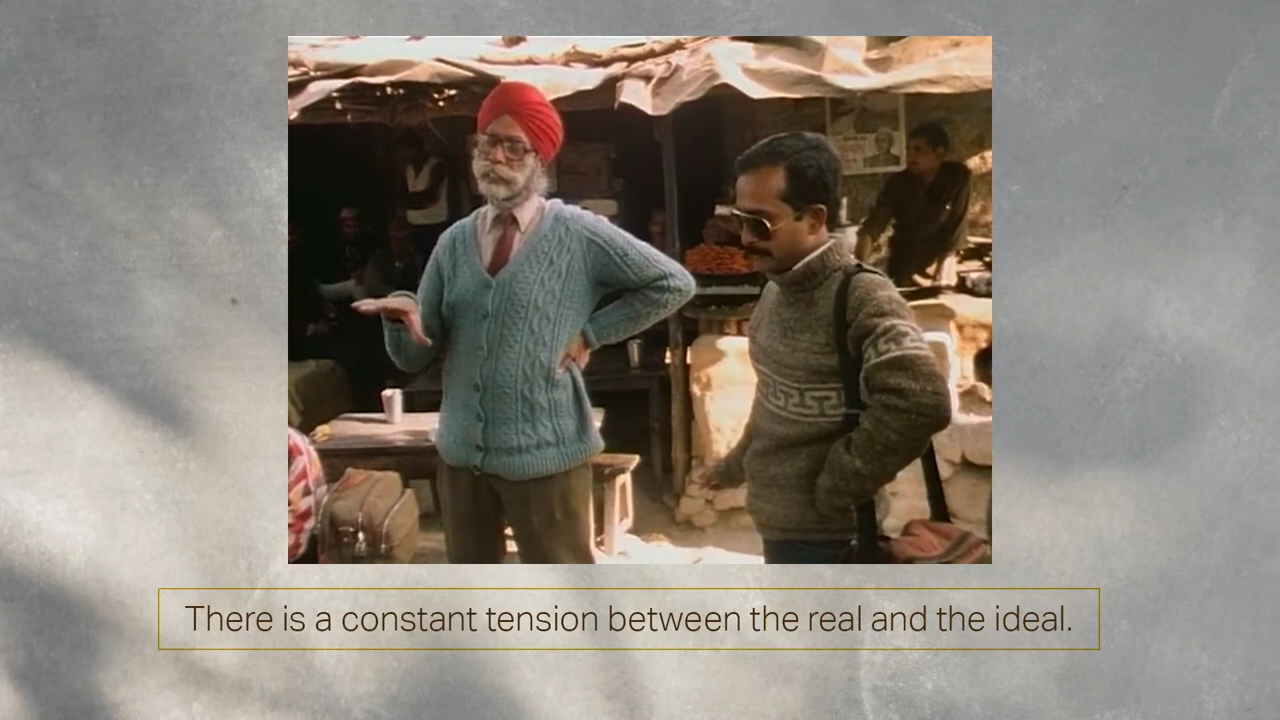 There is a constant tension between the real and the ideal.